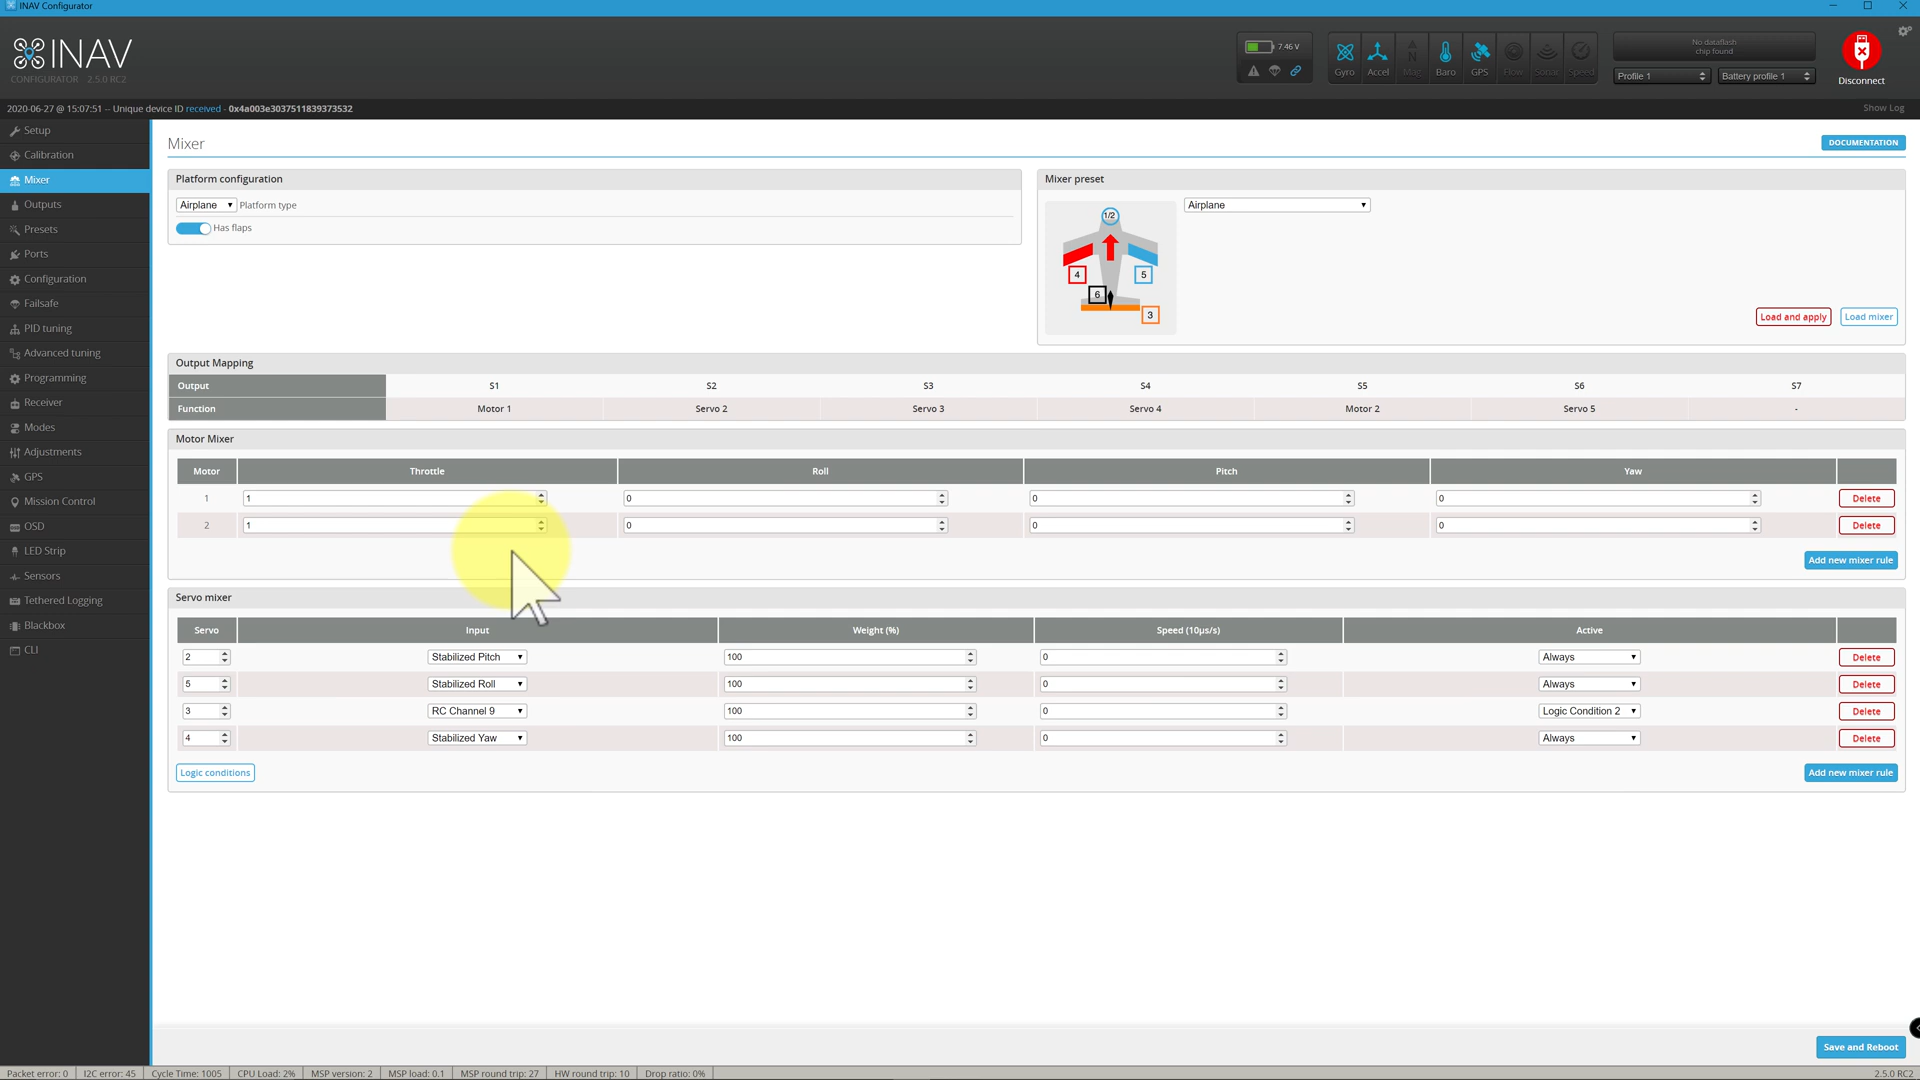 INAV Configurator
INAV
CONFIGURATOR 2.5.0 RC2
7.46 V
Gyro Accel Mag Baro GPS Flow Sonar Speed
No dataflash
chip found
Profile 1 Battery profile 1
Disconnect
2020-06-27 @ 15:07:51 -- Unique device ID received - 0x4a003e3037511839373532
Show Log
Setup
Calibration
Mixer
Outputs
Presets
Ports
Configuration
Failsafe
PID tuning
Advanced tuning
Programming
Receiver
Modes
Adjustments
GPS
Mission Control
OSD
LED Strip
Sensors
Tethered Logging
Blackbox
CLI
Mixer
DOCUMENTATION
Platform configuration
Airplane Platform type
Has flaps
Mixer preset
Airplane
1/2
4
5
6
3
Load and apply Load mixer
Output Mapping
Output S1 S2 S3 S4 S5 S6 S7
Function Motor 1 Servo 2 Servo 3 Servo 4 Motor 2 Servo 5 -
Motor Mixer
Motor Throttle Roll Pitch Yaw
1 1 0 0 0 Delete
2 1 0 0 0 Delete
Add new mixer rule
Servo mixer
Servo Input Weight (%) Speed (10µs/s) Active
2 Stabilized Pitch 100 0 Always Delete
5 Stabilized Roll 100 0 Always Delete
3 RC Channel 9 100 0 Logic Condition 2 Delete
4 Stabilized Yaw 100 0 Always Delete
Logic conditions Add new mixer rule
Save and Reboot
Packet error: 0 I2C error: 45 Cycle Time: 1005 CPU Load: 2% MSP version: 2 MSP load: 0.1 MSP round trip: 27 HW round trip: 10 Drop ratio: 0% 2.5.0 RC2